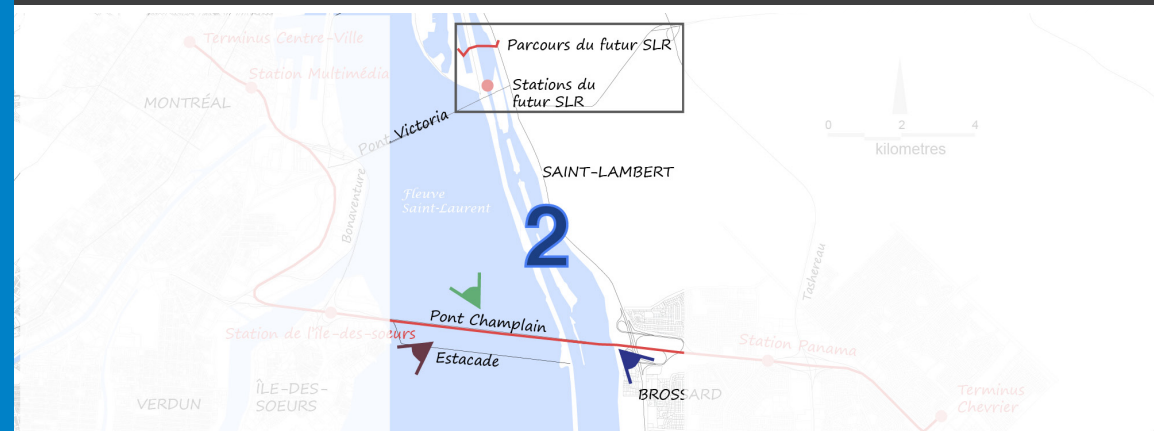 Terminus Centre-Ville
Parcours du futur SLR
Station Multimédia
Stations du
futur SLR
MONTRÉAL
Pont Victoria
0 2 4
kilometres
SAINT-LAMBERT
Fleuve
Saint-Laurent
Bonaventure
2
Tashereau
Pont Champlain
Station de l'île-des-soeurs
Station Panama
Estacade
ÎLE-DES-
SOEURS
VERDUN
BROSSARD
Terminus
Chevrier